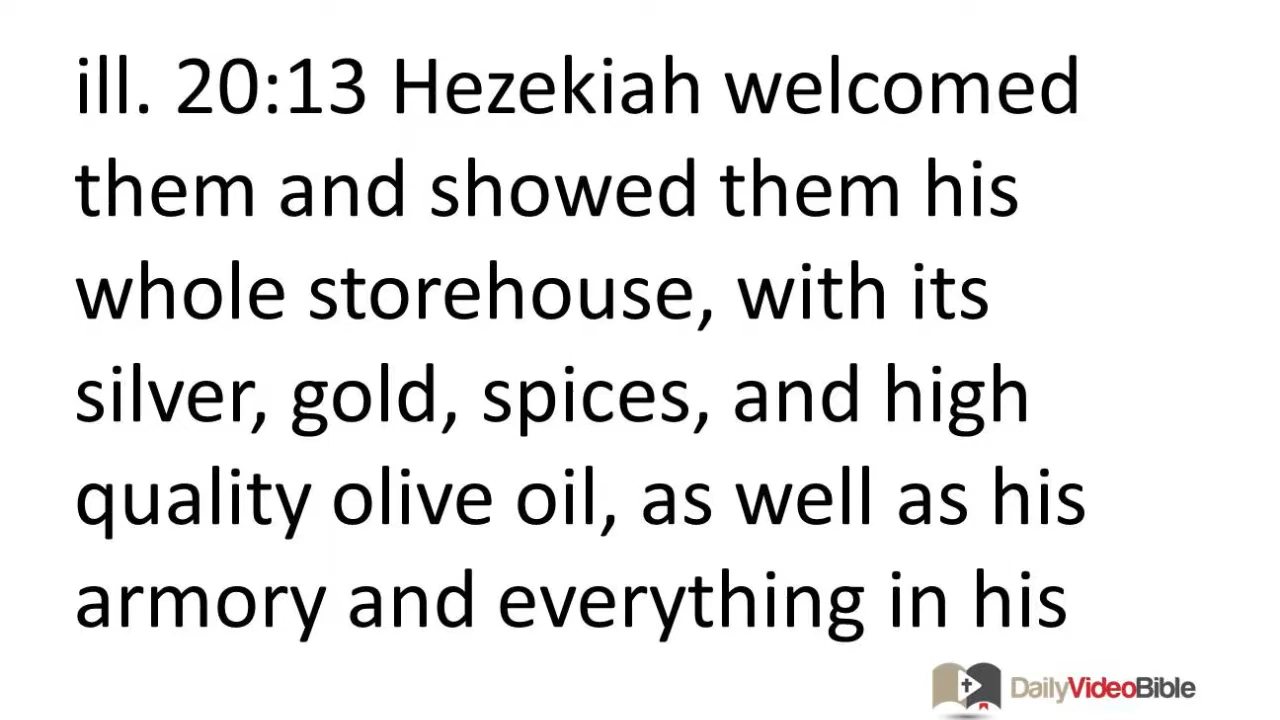 ill. 20:13 Hezekiah welcomed
them and showed them his
whole storehouse, with its
silver, gold, spices, and high
quality olive oil, as well as his
armory and everything in his
DailyVideoBible